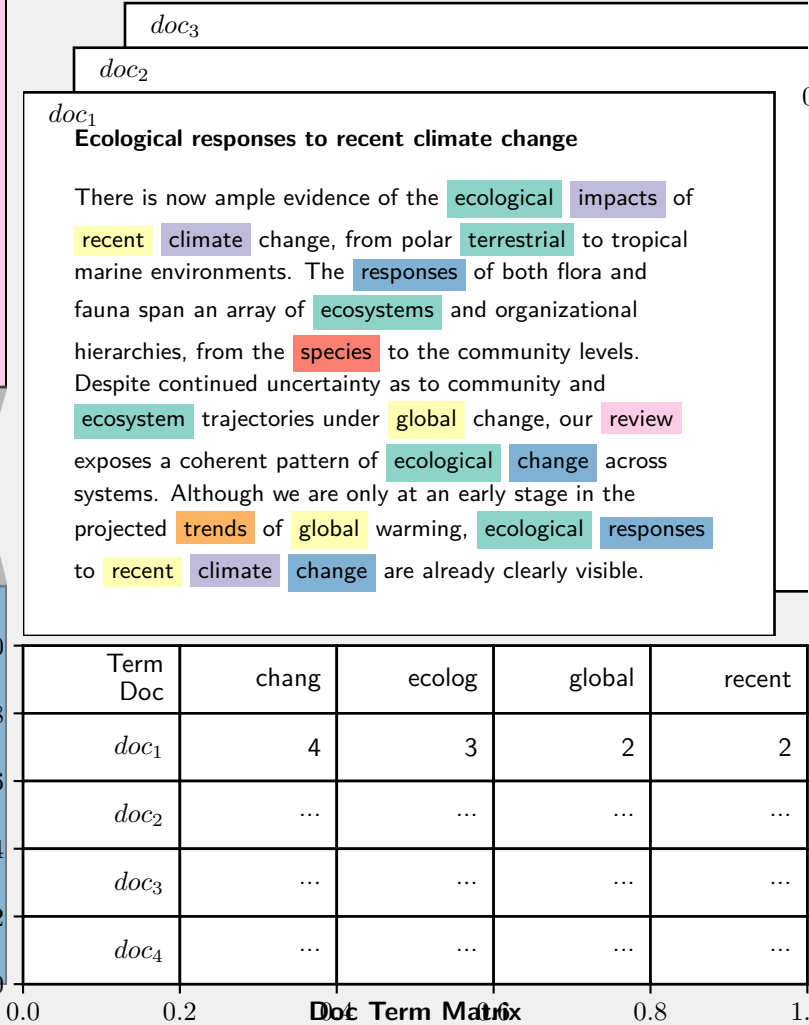 doc3
doc2
doc1
Ecological responses to recent climate change
There is now ample evidence of the ecological impacts of
recent climate change, from polar terrestrial to tropical
marine environments. The responses of both flora and
fauna span an array of ecosystems and organizational
hierarchies, from the species to the community levels.
Despite continued uncertainty as to community and
ecosystem trajectories under global change, our review
exposes a coherent pattern of ecological change across
systems. Although we are only at an early stage in the
projected trends of global warming, ecological responses
to recent climate change are already clearly visible.
Term Doc chang ecolog global recent
doc1 4 3 2 2
doc2 ... ... ... ...
doc3 ... ... ... ...
doc4 ... ... ... ...
0.0 0.2 0.4 0.6 0.8
Doc Term Matrix